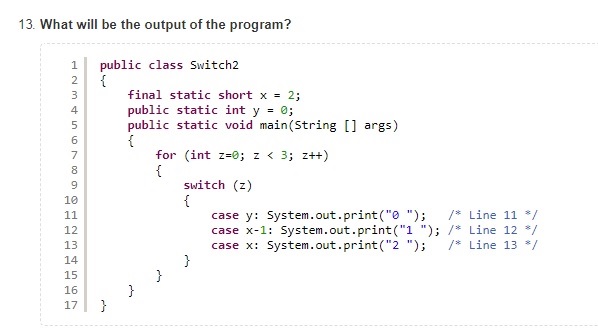 13. What will be the output of the program?
1 public class Switch2
2 {
3 final static short x = 2;
4 public static int y = 0;
5 public static void main(String [] args)
6 {
7 for (int z=0; z < 3; z++)
8 {
9 switch (z)
10 {
11 case y: System.out.print("0 "); /* Line 11 */
12 case x-1: System.out.print("1 "); /* Line 12 */
13 case x: System.out.print("2 "); /* Line 13 */
14 }
15 }
16 }
17 }